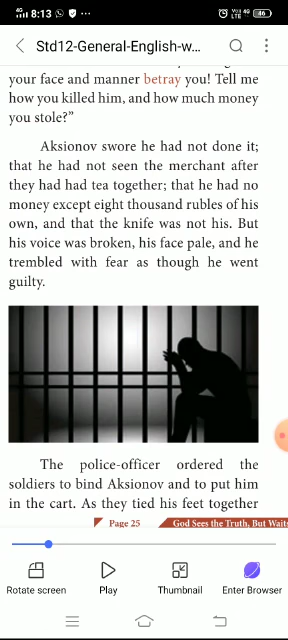 4G 8:13
Voi 4G
LTE 46
Std12-General-English-w...
your face and manner betray you! Tell me
how you killed him, and how much money
you stole?”
Aksionov swore he had not done it;
that he had not seen the merchant after
they had had tea together; that he had no
money except eight thousand rubles of his
own, and that the knife was not his. But
his voice was broken, his face pale, and he
trembled with fear as though he went
guilty.
The police-officer ordered the
soldiers to bind Aksionov and to put him
in the cart. As they tied his feet together
Page 25 God Sees the Truth, But Waits
Rotate screen Play Thumbnail Enter Browser